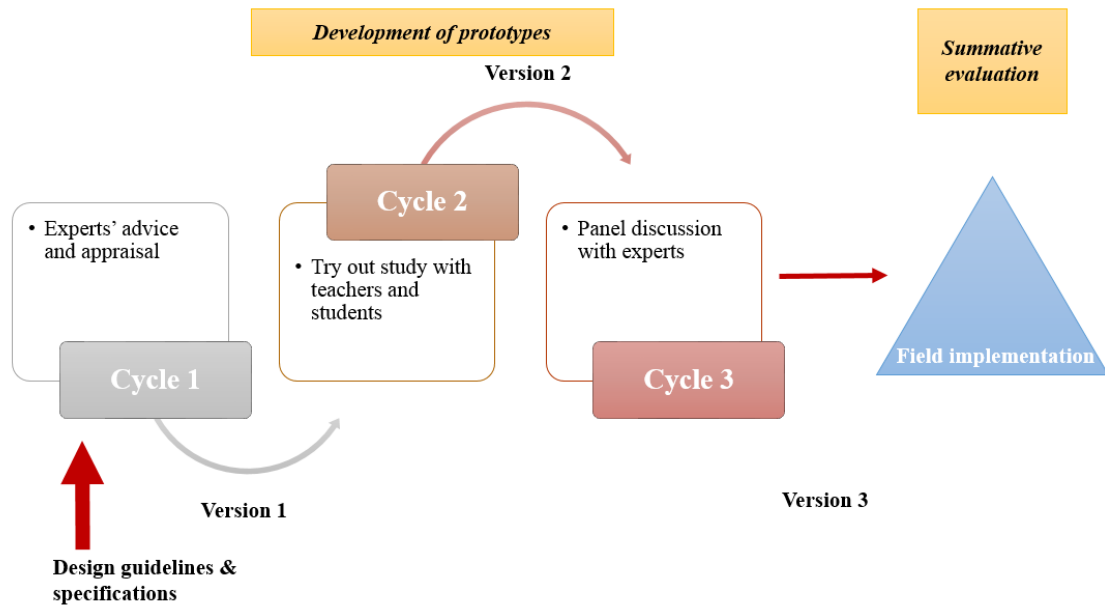 Development of prototypes
Summative
evaluation
Version 2
Cycle 2
• Experts’ advice
and appraisal
• Try out study with
teachers and
students
• Panel discussion
with experts
Cycle 1
Cycle 3
Field implementation
Version 1
Version 3
Design guidelines &
specifications